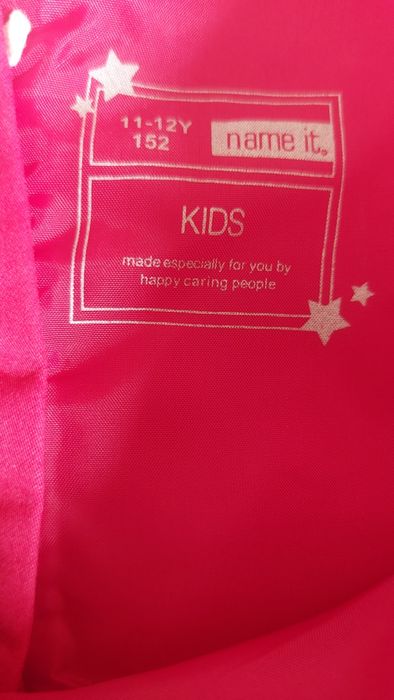 11-12Y
152
name it.
KIDS
made especially for you by
happy caring people